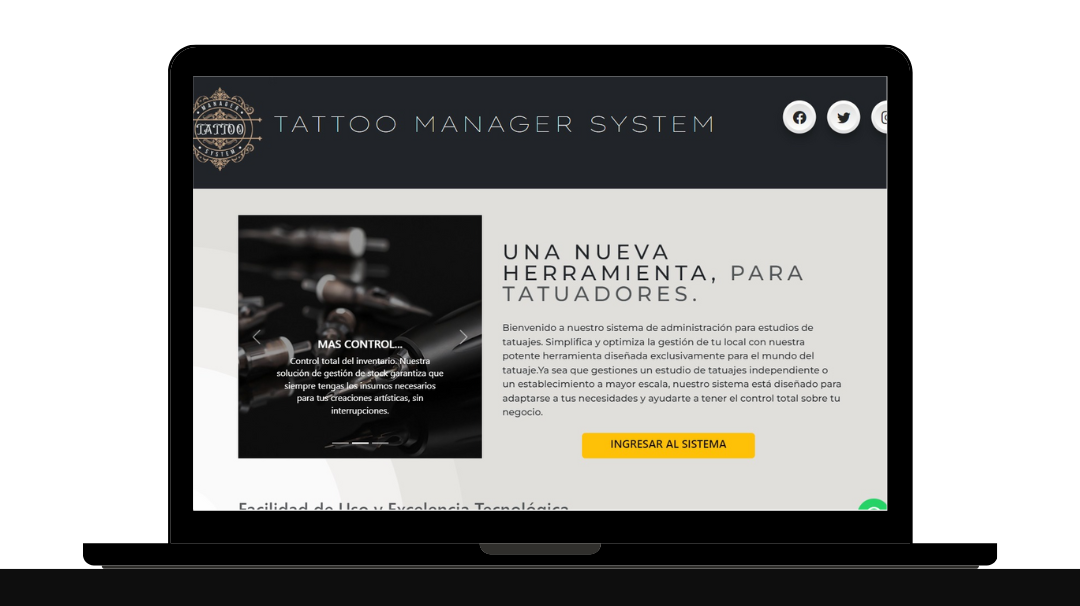 MANAGER
TATTOO
SYSTEM
TATTOO MANAGER SYSTEM
MAS CONTROL...
Control total del inventario. Nuestra
solución de gestión de stock garantiza que
siempre tengas los insumos necesarios
para tus creaciones artísticas, sin
interrupciones.
UNA NUEVA
HERRAMIENTA, PARA
TATUADORES.
Bienvenido a nuestro sistema de administración para estudios de
tatuajes. Simplifica y optimiza la gestión de tu local con nuestra
potente herramienta diseñada exclusivamente para el mundo del
tatuaje.Ya sea que gestiones un estudio de tatuajes independiente o
un establecimiento a mayor escala, nuestro sistema está diseñado para
adaptarse a tus necesidades y ayudarte a tener el control total sobre tu
negocio.
INGRESAR AL SISTEMA
Facilidad de Uso y Excelencia Tecnológica